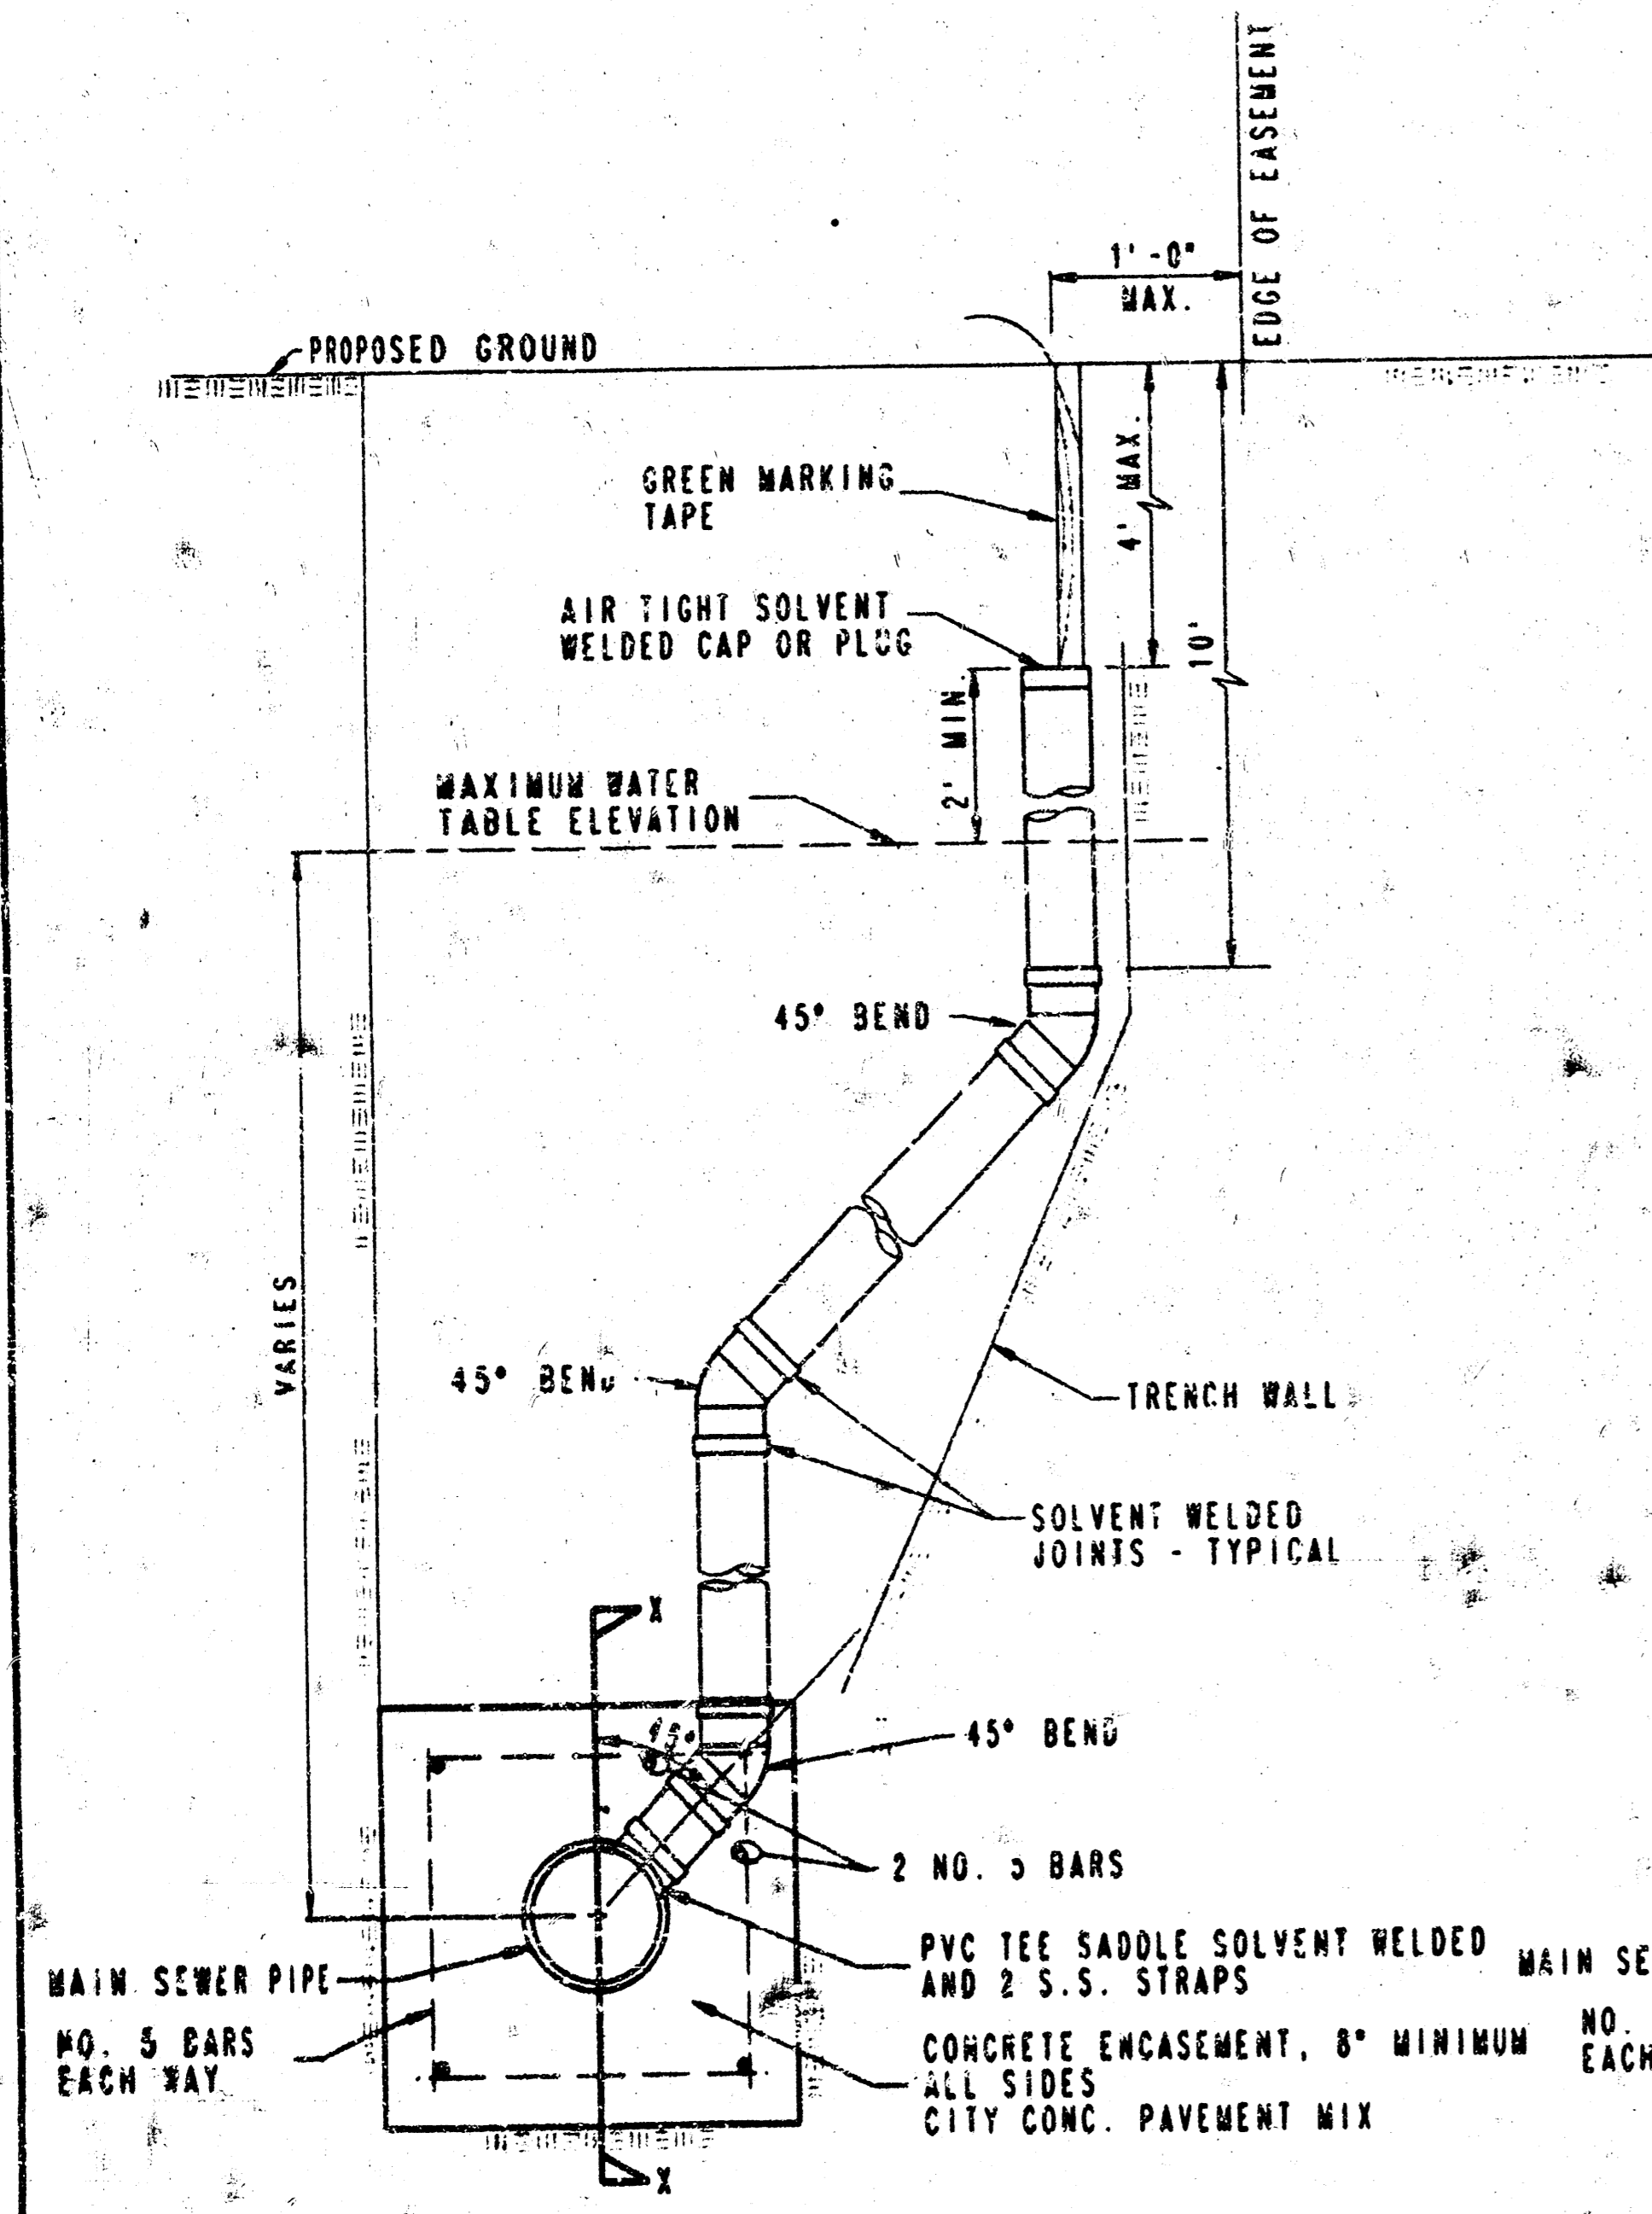 EDGE OF EASEMENT
1'-0"
MAX.
PROPOSED GROUND
GREEN MARKING
TAPE
4' MAX.
10'
AIR TIGHT SOLVENT
WELDED CAP OR PLUG
2' MIN.
MAXIMUM WATER
TABLE ELEVATION
45° BEND
VARIES
45° BEND
TRENCH WALL
SOLVENT WELDED
JOINTS - TYPICAL
X
45°
45° BEND
2 NO. 5 BARS
PVC TEE SADDLE SOLVENT WELDED
AND 2 S.S. STRAPS
MAIN SEWER PIPE
MAIN SE
NO. 5 BARS
EACH WAY
CONCRETE ENCASEMENT, 8" MINIMUM
ALL SIDES
CITY CONC. PAVEMENT MIX
NO.
EACH
X